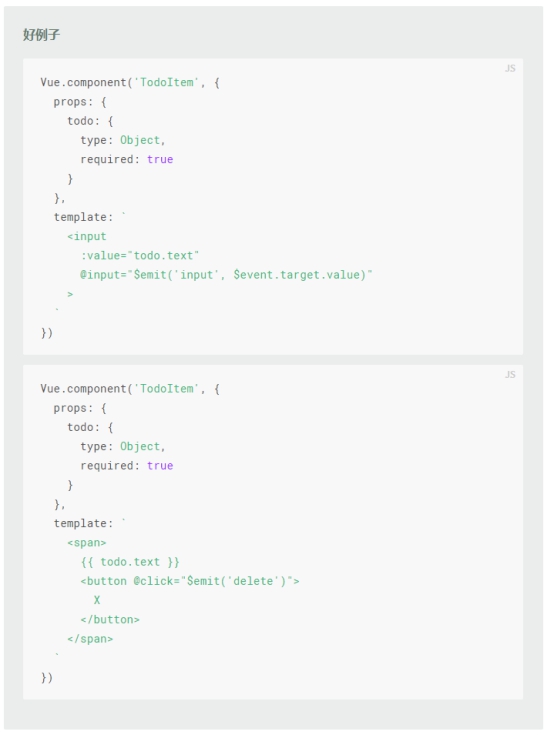 好例子
JS
Vue.component('TodoItem', {
  props: {
    todo: {
      type: Object,
      required: true
    }
  },
  template: `
    <input
      :value="todo.text"
      @input="$emit('input', $event.target.value)"
    >
  `
})
JS
Vue.component('TodoItem', {
  props: {
    todo: {
      type: Object,
      required: true
    }
  },
  template: `
    <span>
      {{ todo.text }}
      <button @click="$emit('delete')">
        X
      </button>
    </span>
  `
})